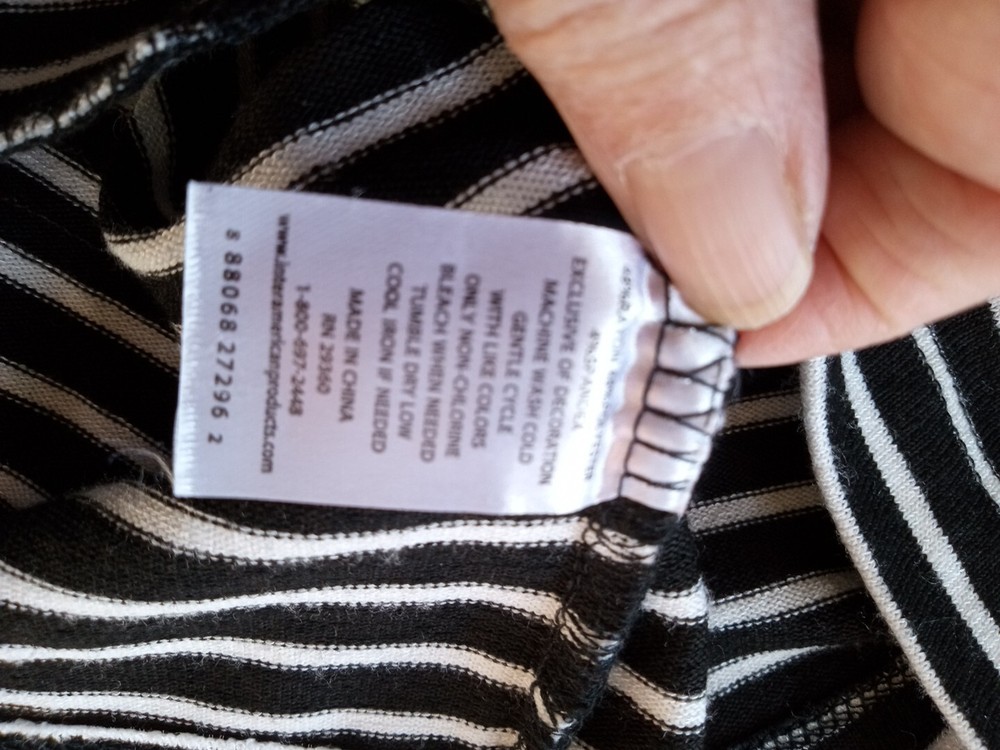 EXCLUSIVE OF DECORATION
MACHINE WASH COLD
GENTLE CYCLE
WITH LIKE COLORS
ONLY NON-CHLORINE
BLEACH WHEN NEEDED
TUMBLE DRY LOW
COOL IRON IF NEEDED
MADE IN CHINA
RN 29360
1-800-697-2448
www.interamericanproducts.com
8 88068 27296 2